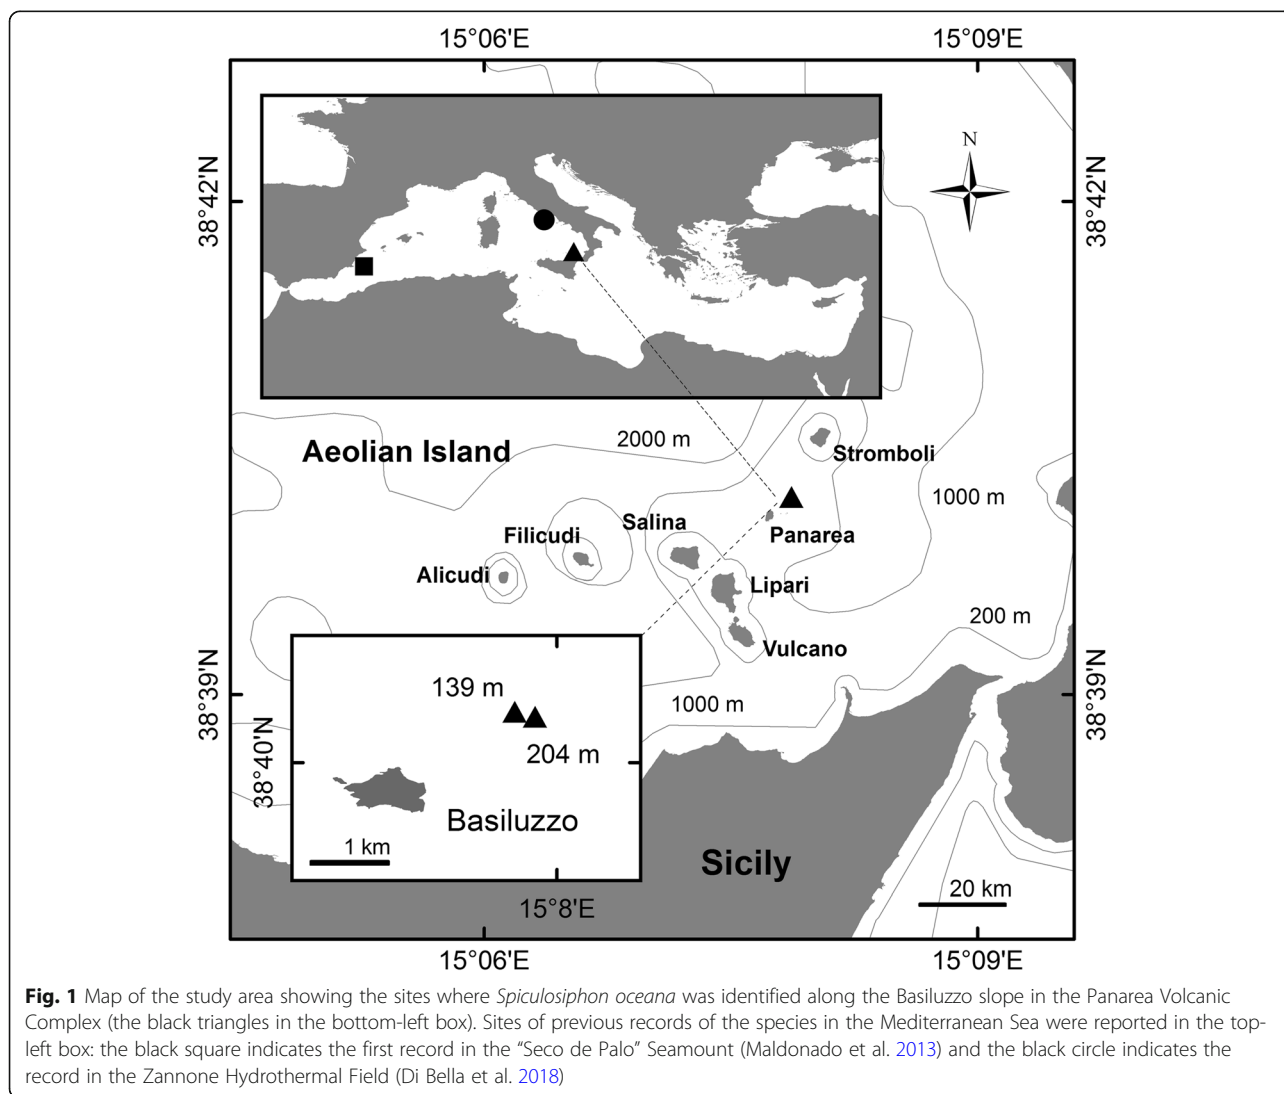 15°06'E
15°09'E
N
38°42'N
38°42'N
2000 m
Aeolian Island
Stromboli
1000 m
Salina
Filicudi
Panarea
Alicudi
Lipari
200 m
Vulcano
38°39'N
38°39'N
139 m
1000 m
204 m
38°40'N
Basiluzzo
1 km
Sicily
20 km
15°8'E
15°06'E
15°09'E
Fig. 1 Map of the study area showing the sites where Spiculosiphon oceana was identified along the Basiluzzo slope in the Panarea Volcanic
Complex (the black triangles in the bottom-left box). Sites of previous records of the species in the Mediterranean Sea were reported in the top-
left box: the black square indicates the first record in the “Seco de Palo” Seamount (Maldonado et al. 2013) and the black circle indicates the
record in the Zannone Hydrothermal Field (Di Bella et al. 2018)